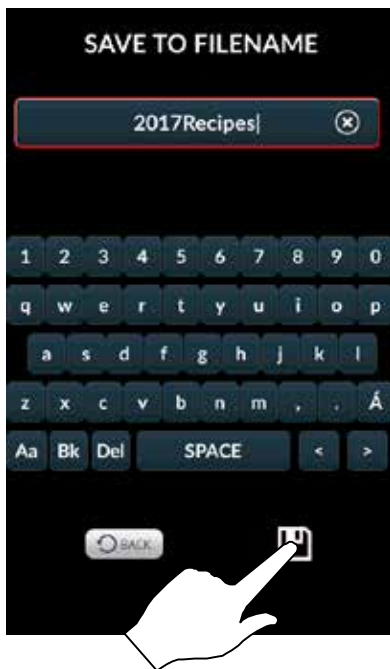 SAVE TO FILENAME
2017Recipes
1 2 3 4 5 6 7 8 9 0
q w e r t y u i o p
a s d f g h j k l
z x c v b n m , . Á
Aa Bk Del SPACE < >
BACK